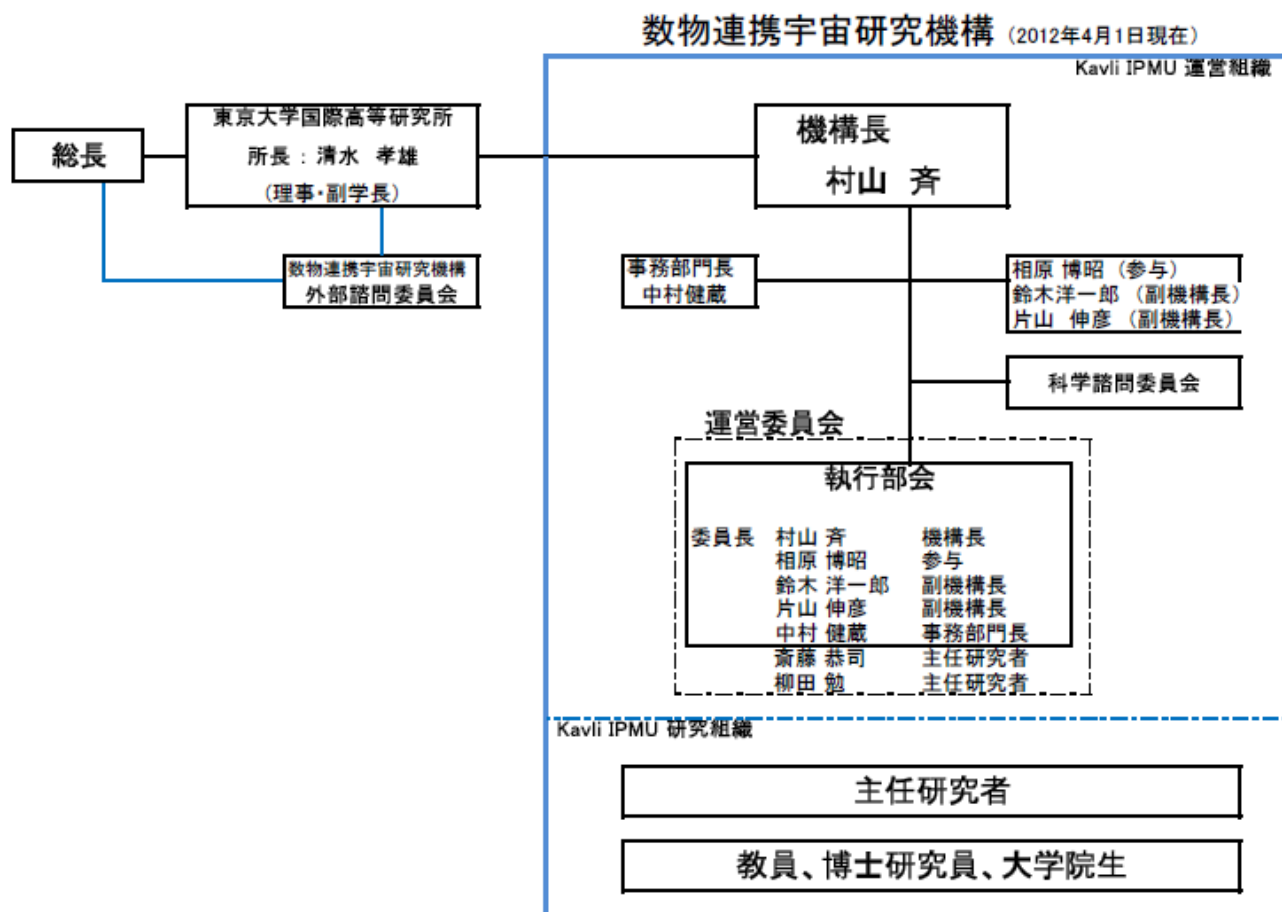 数物連携宇宙研究機構 (2012年4月1日現在)
Kavli IPMU 運営組織
総長
東京大学国際高等研究所
所長：清水 孝雄
(理事・副学長)
数物連携宇宙研究機構
外部諮問委員会
機構長
村山 斉
事務部門長
中村健蔵
相原 博昭 (参与)
鈴木洋一郎 (副機構長)
片山 伸彦 (副機構長)
科学諮問委員会
運営委員会
執行部会
委員長 村山 斉 機構長
相原 博昭 参与
鈴木 洋一郎 副機構長
片山 伸彦 副機構長
中村 健蔵 事務部門長
斎藤 恭司 主任研究者
柳田 勉 主任研究者
Kavli IPMU 研究組織
主任研究者
教員、博士研究員、大学院生